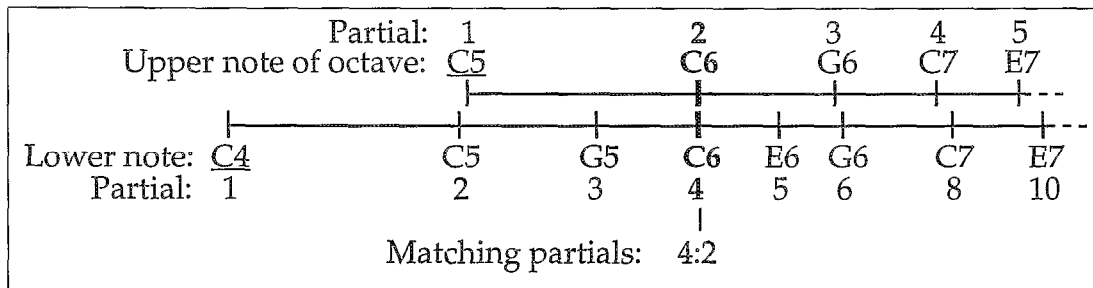 Partial: 1 2 3 4 5
Upper note of octave: C5 C6 G6 C7 E7
Lower note: C4 C5 G5 C6 E6 G6 C7 E7
Partial: 1 2 3 4 5 6 8 10
Matching partials: 4:2